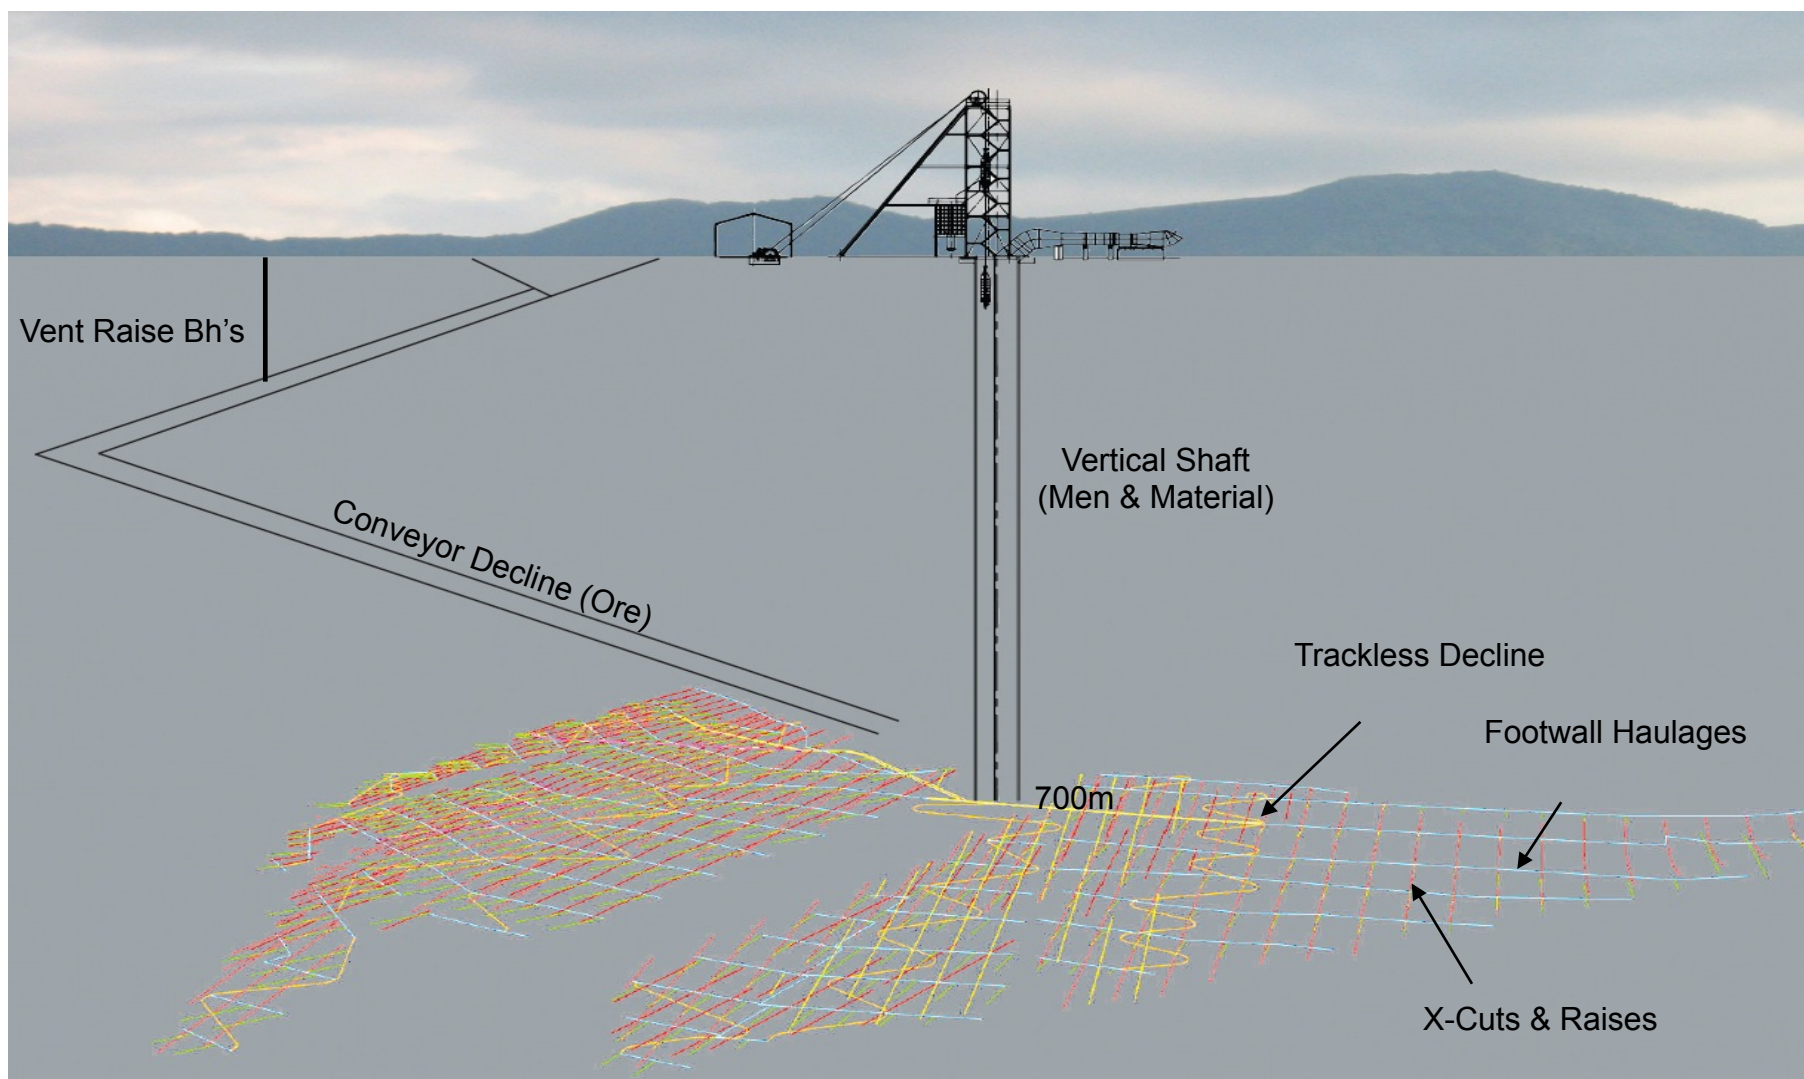 Vent Raise Bh’s
Vertical Shaft
(Men & Material)
Conveyor Decline (Ore)
Trackless Decline
Footwall Haulages
700m
X-Cuts & Raises